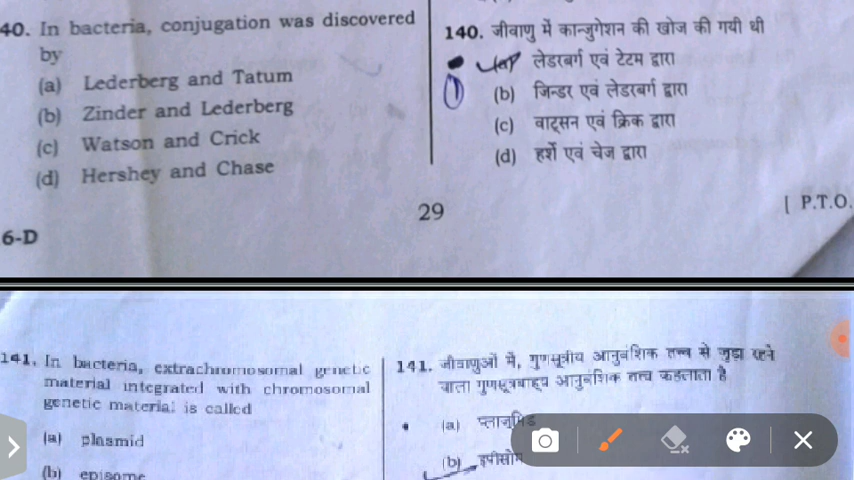 40. In bacteria, conjugation was discovered
by
(a) Lederberg and Tatum
(b) Zinder and Lederberg
(c) Watson and Crick
(d) Hershey and Chase
140. जीवाणु में कान्जुगेशन की खोज की गयी थी
(a) लेडरबर्ग एवं टेटम द्वारा
(b) जिन्डर एवं लेडरबर्ग द्वारा
(c) वाट्सन एवं क्रिक द्वारा
(d) हर्शे एवं चेज द्वारा
29
[ P.T.O.
6-D
141. In bacteria, extrachromosomal genetic
material integrated with chromosomal
genetic material is called
(a) plasmid
(b) episome
141. जीवाणुओं में, गुणसूत्रीय आनुवंशिक तत्त्व से जुड़ा रहने
वाला गुणसूत्रबाह्य आनुवंशिक तत्त्व कहलाता है
(a) प्लाज्मिड
(b) इपीसोम